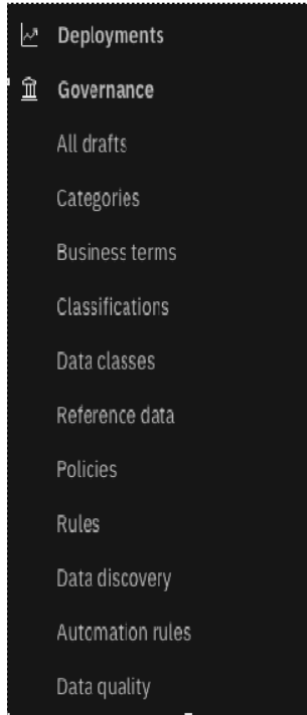 Deployments
Governance
All drafts
Categories
Business terms
Classifications
Data classes
Reference data
Policies
Rules
Data discovery
Automation rules
Data quality